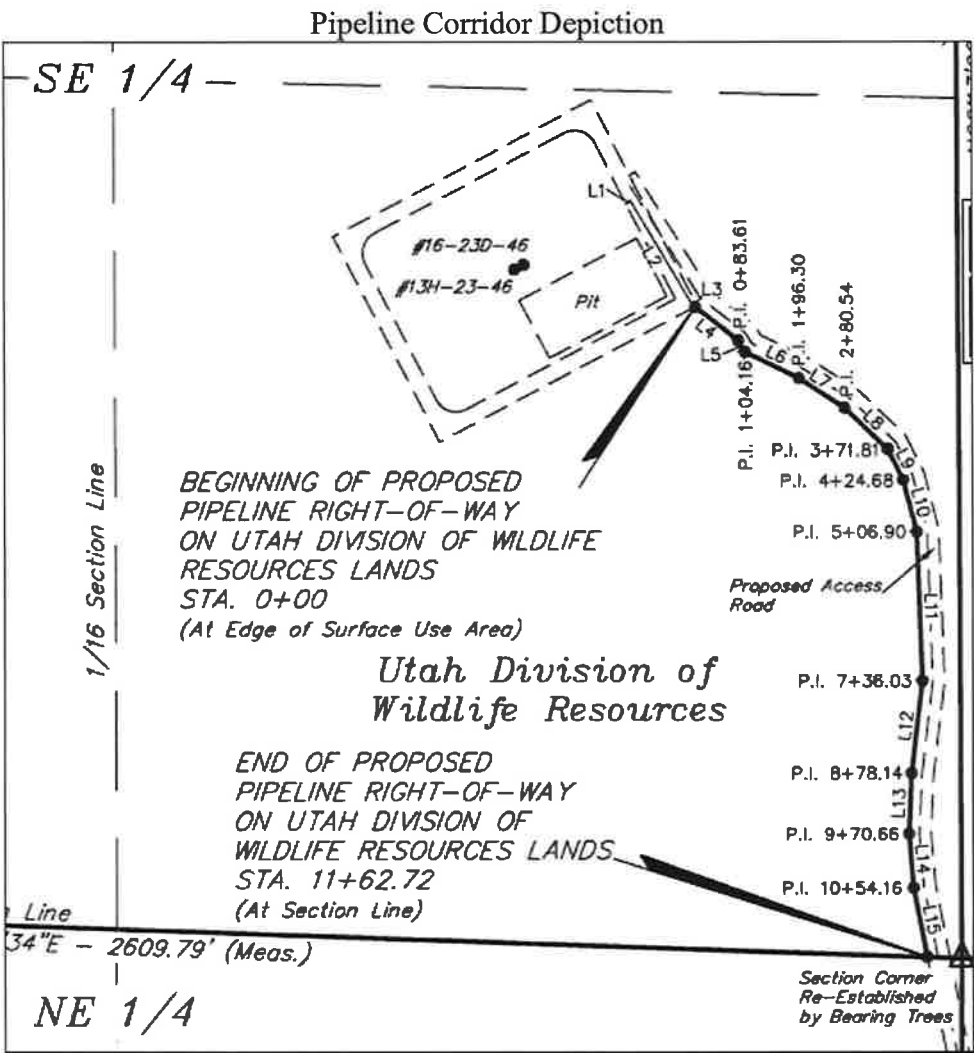 Pipeline Corridor Depiction
SE 1/4
L1
#16-23D-46
#13H-23-46
L2
Pit
L3
L4
P.I. 0+83.61
L5
P.I. 1+04.16
L6
P.I. 1+96.30
L7
P.I. 2+80.54
L8
P.I. 3+71.81
L9
P.I. 4+24.68
L10
P.I. 5+06.90
BEGINNING OF PROPOSED
PIPELINE RIGHT-OF-WAY
ON UTAH DIVISION OF WILDLIFE
RESOURCES LANDS
STA. 0+00
(At Edge of Surface Use Area)
1/16 Section Line
Proposed Access
Road
L11
Utah Division of
Wildlife Resources
P.I. 7+36.03
L12
END OF PROPOSED
PIPELINE RIGHT-OF-WAY
ON UTAH DIVISION OF
WILDLIFE RESOURCES LANDS
STA. 11+62.72
(At Section Line)
P.I. 8+78.14
L13
P.I. 9+70.66
L14
P.I. 10+54.16
L15
Line
'34"E - 2609.79' (Meas.)
NE 1/4
Section Corner
Re-Established
by Bearing Trees